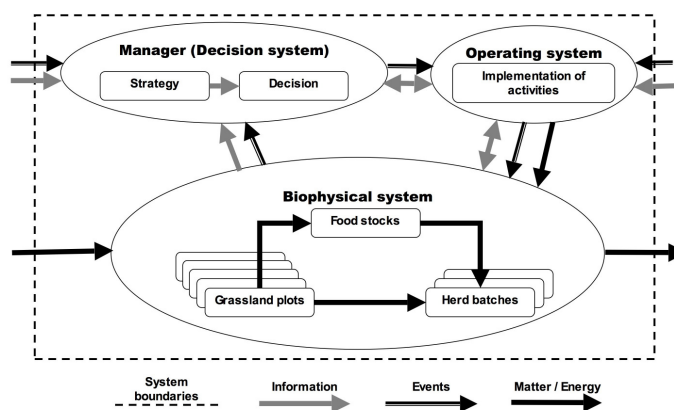 Manager (Decision system)
Operating system
Strategy
Decision
Implementation of
activities
Biophysical system
Food stocks
Grassland plots
Herd batches
System
boundaries
Information
Events
Matter / Energy